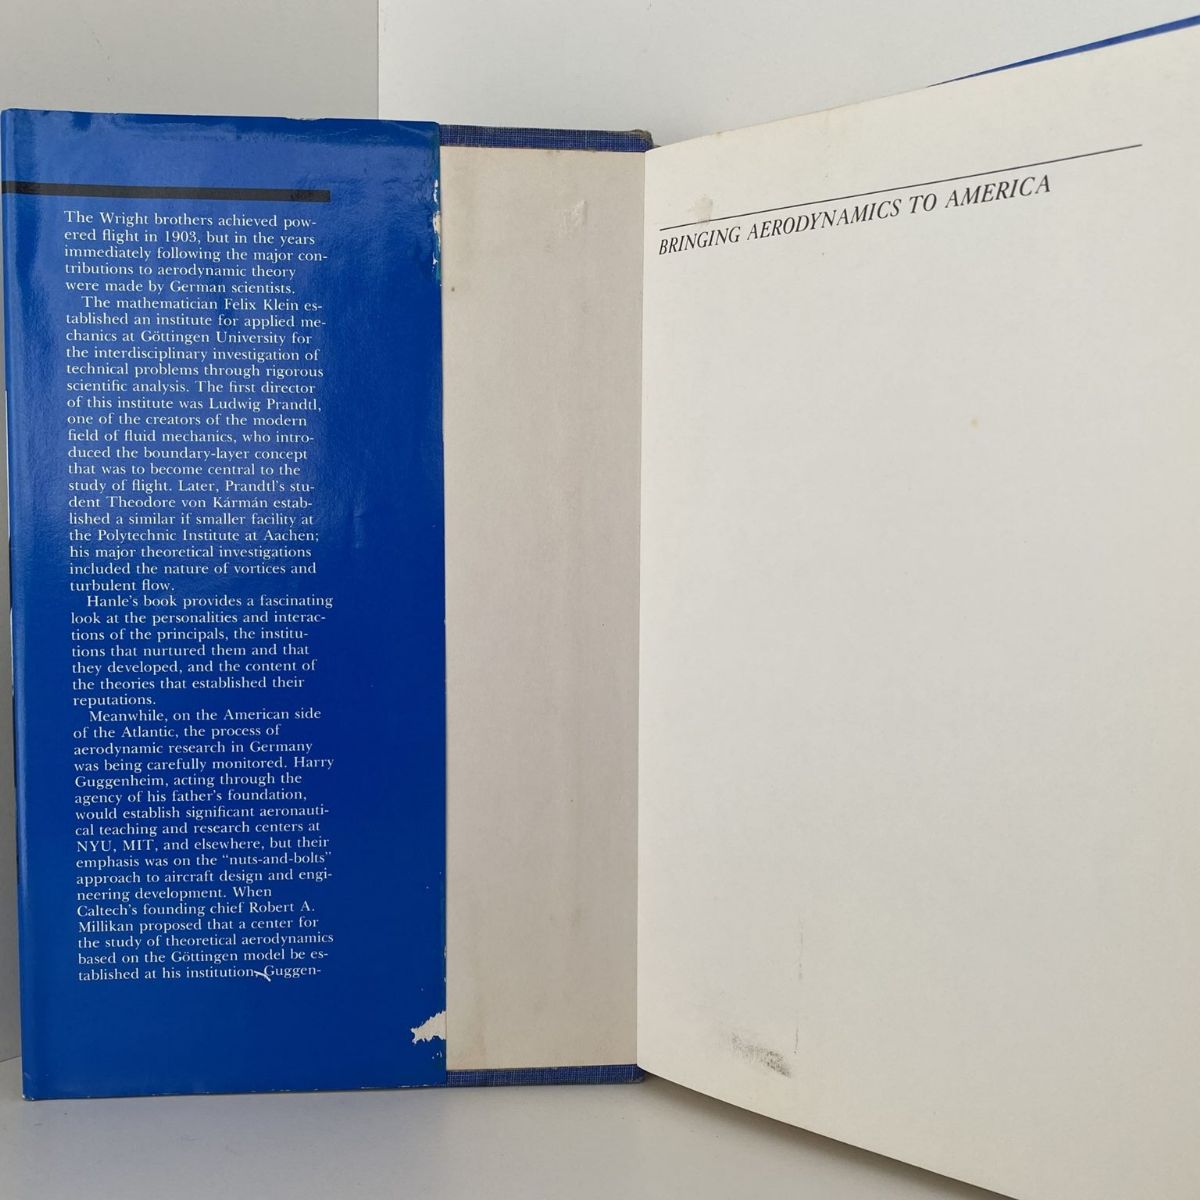 The Wright brothers achieved pow-
ered flight in 1903, but in the years
immediately following the major con-
tributions to aerodynamic theory
were made by German scientists.
The mathematician Felix Klein es-
tablished an institute for applied me-
chanics at Göttingen University for
the interdisciplinary investigation of
technical problems through rigorous
scientific analysis. The first director
of this institute was Ludwig Prandtl,
one of the creators of the modern
field of fluid mechanics, who intro-
duced the boundary-layer concept
that was to become central to the
study of flight. Later, Prandtl's stu-
dent Theodore von Kármán estab-
lished a similar if smaller facility at
the Polytechnic Institute at Aachen;
his major theoretical investigations
included the nature of vortices and
turbulent flow.
Hanle's book provides a fascinating
look at the personalities and interac-
tions of the principals, the institu-
tions that nurtured them and that
they developed, and the content of
the theories that established their
reputations.
Meanwhile, on the American side
of the Atlantic, the process of
aerodynamic research in Germany
was being carefully monitored. Harry
Guggenheim, acting through the
agency of his father's foundation,
would establish significant aeronauti-
cal teaching and research centers at
NYU, MIT, and elsewhere, but their
emphasis was on the "nuts-and-bolts"
approach to aircraft design and engi-
neering development. When
Caltech's founding chief Robert A.
Millikan proposed that a center for
the study of theoretical aerodynamics
based on the Göttingen model be es-
tablished at his institution, Guggen-
BRINGING AERODYNAMICS TO AMERICA